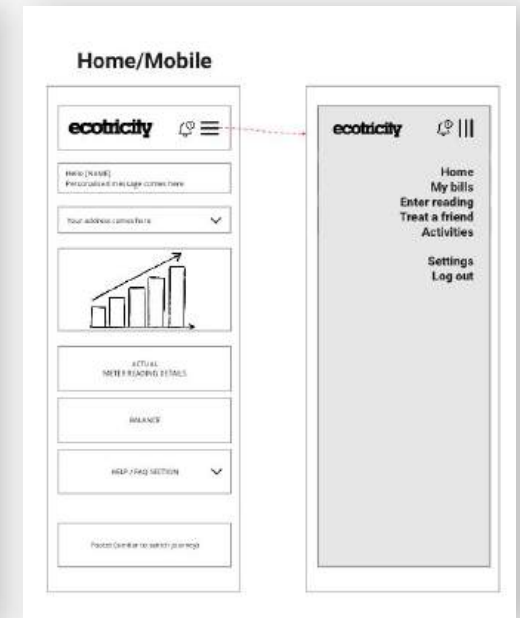 Home/Mobile
ecotricity
Hello [NAME]
Personalised message comes here
Your address comes here
ACTUAL
METER READING DETAILS
BALANCE
HELP / FAQ SECTION
Footer (similar to switch journey)
ecotricity
Home
My bills
Enter reading
Treat a friend
Activities
Settings
Log out